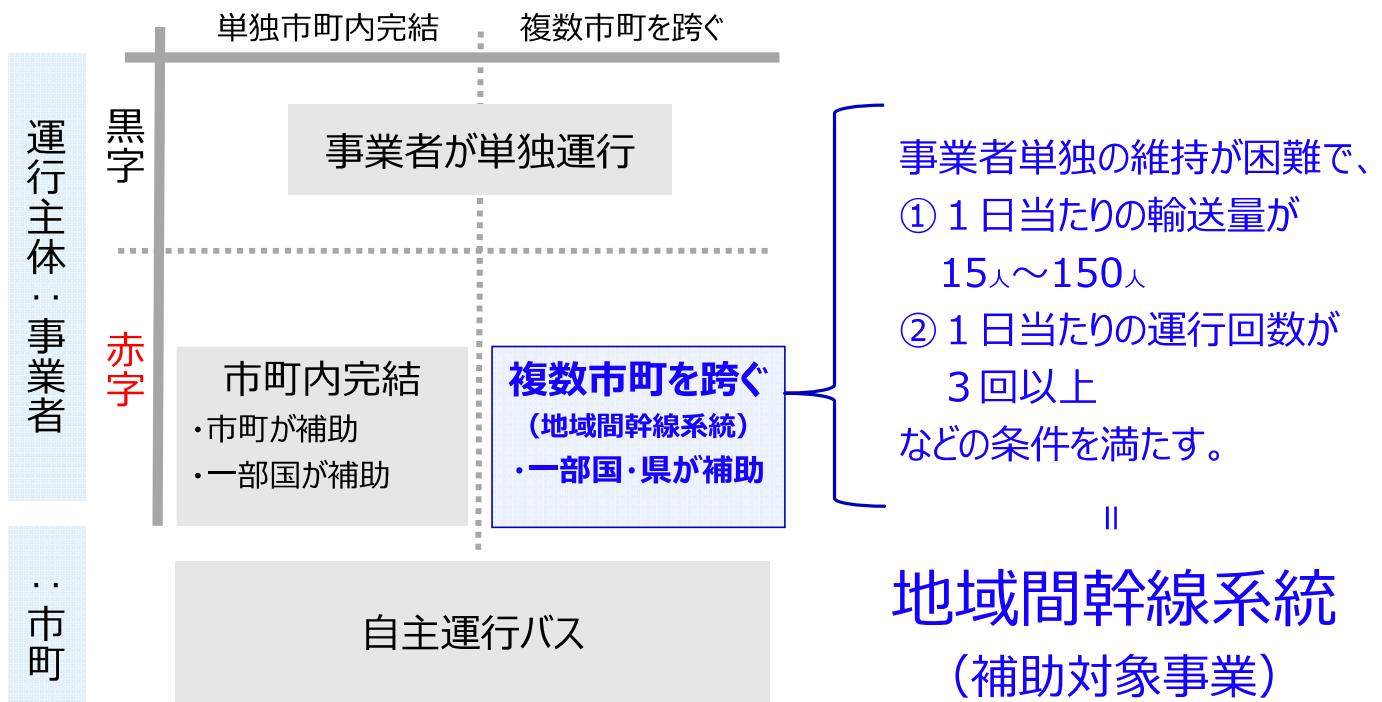 単独市町内完結
複数市町を跨ぐ
運行主体：事業者
黒字
事業者が単独運行
赤字
市町内完結
・市町が補助
・一部国が補助
複数市町を跨ぐ
（地域間幹線系統）
・一部国・県が補助
：市町
自主運行バス
事業者単独の維持が困難で、
①１日当たりの輸送量が
15人～150人
②１日当たりの運行回数が
３回以上
などの条件を満たす。
＝
地域間幹線系統
（補助対象事業）